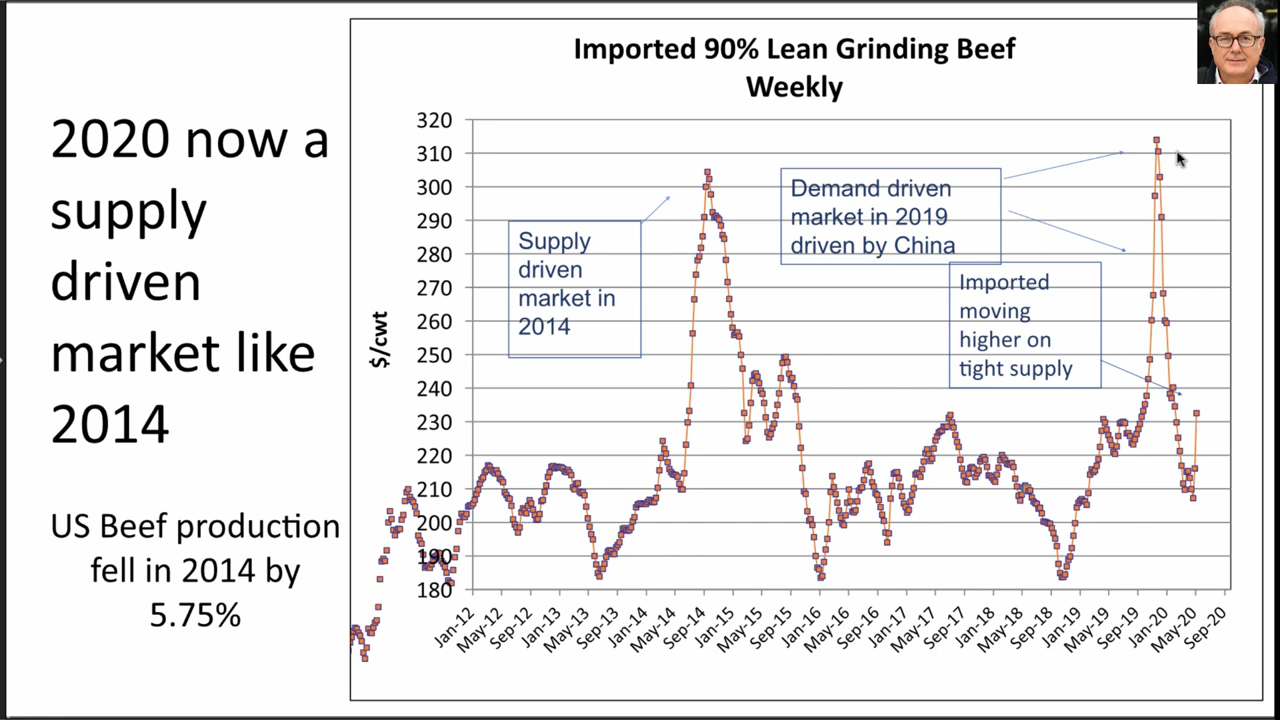 Imported 90% Lean Grinding Beef
Weekly
2020 now a
supply
driven
market like
2014
US Beef production
fell in 2014 by
5.75%
$/cwt
320
310
300
290
280
270
260
250
240
230
220
210
200
190
180
Supply
driven
market in
2014
Demand driven
market in 2019
driven by China
Imported
moving
higher on
tight supply
Jan-12
May-12
Sep-12
Jan-13
May-13
Sep-13
Jan-14
May-14
Sep-14
Jan-15
May-15
Sep-15
Jan-16
May-16
Sep-16
Jan-17
May-17
Sep-17
Jan-18
May-18
Sep-18
Jan-19
May-19
Sep-19
Jan-20
May-20
Sep-20